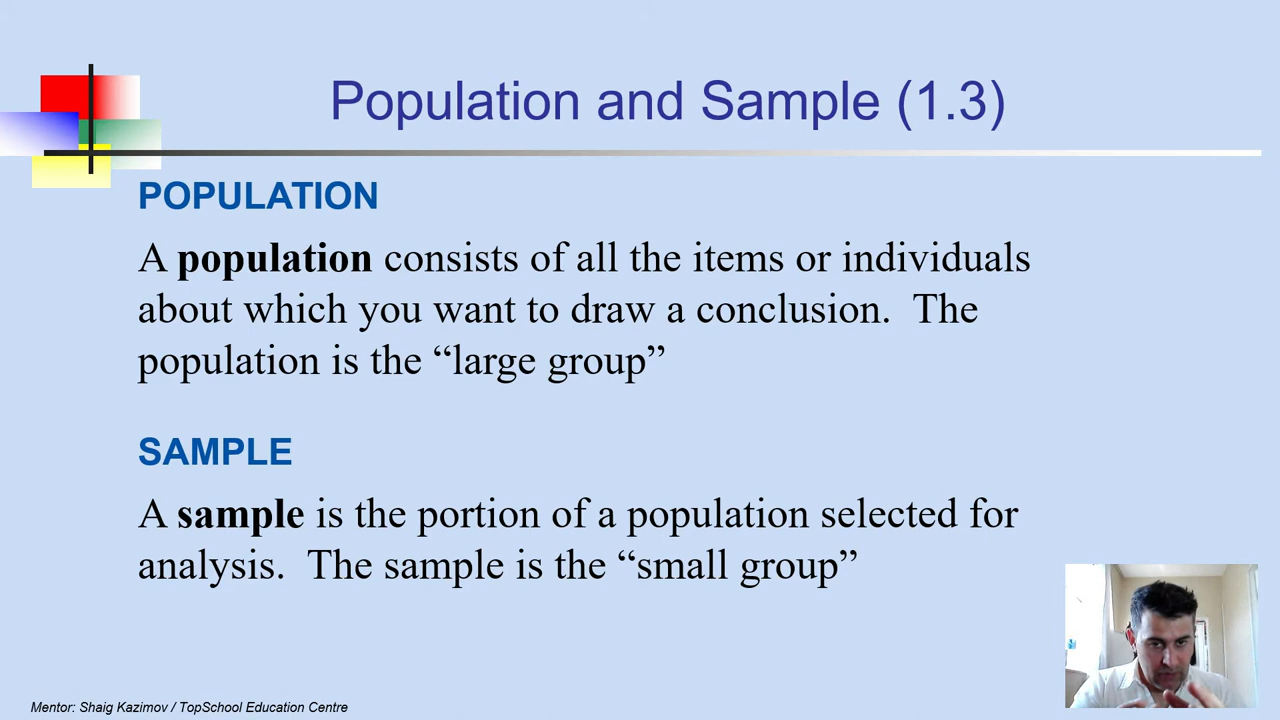 Population and Sample (1.3)
POPULATION
A population consists of all the items or individuals
about which you want to draw a conclusion.  The
population is the “large group”
SAMPLE
A sample is the portion of a population selected for
analysis.  The sample is the “small group”
Mentor: Shaig Kazimov / TopSchool Education Centre